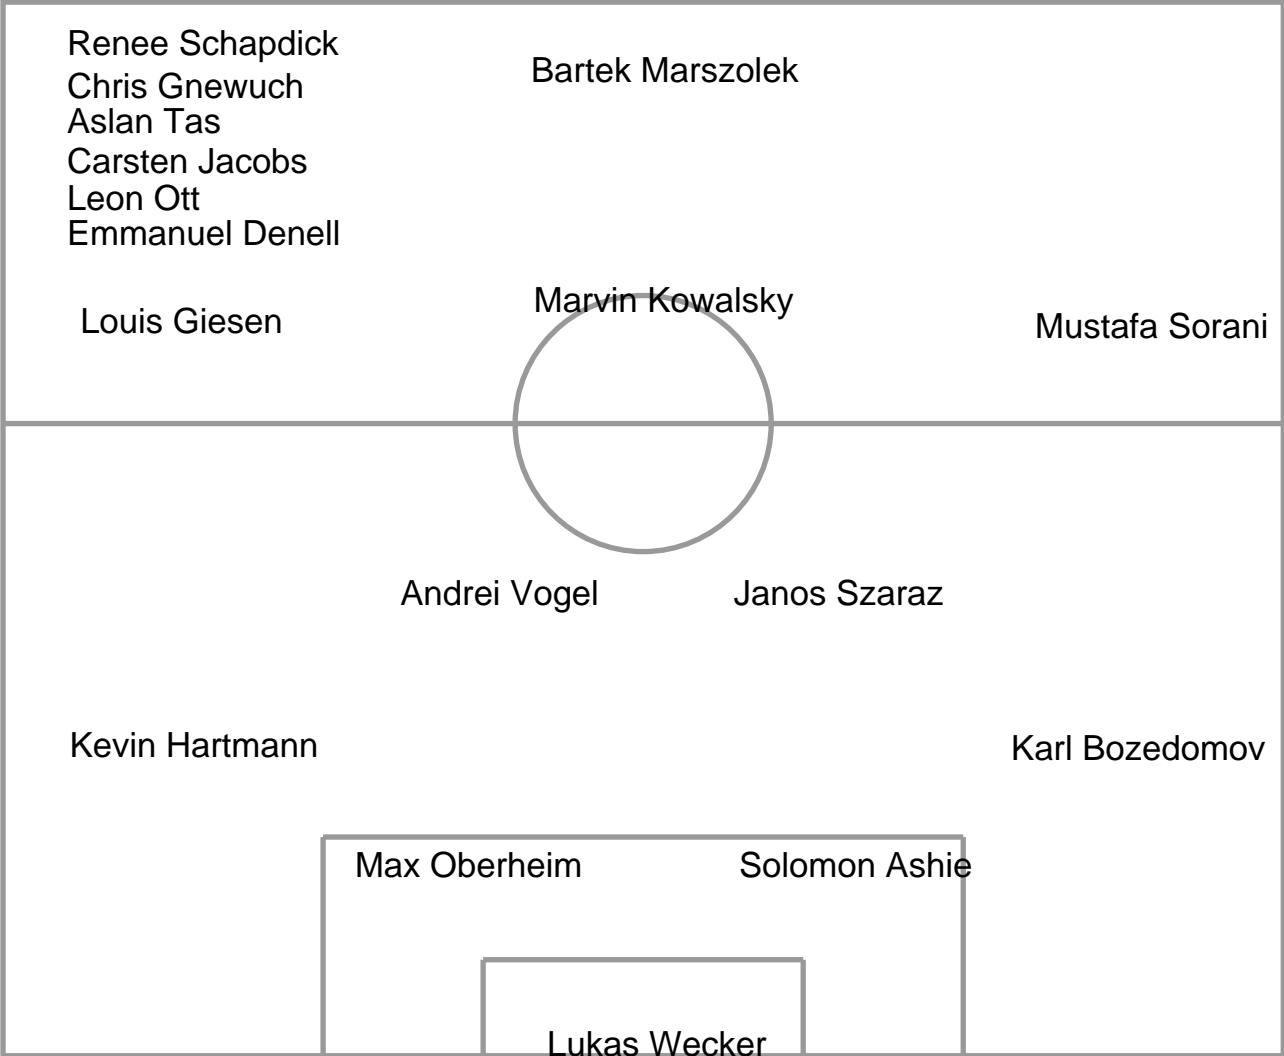 Renee Schapdick
Chris Gnewuch
Aslan Tas
Carsten Jacobs
Leon Ott
Emmanuel Denell
Bartek Marszolek
Louis Giesen
Marvin Kowalsky
Mustafa Sorani
Andrei Vogel
Janos Szaraz
Kevin Hartmann
Karl Bozedomov
Max Oberheim
Solomon Ashie
Lukas Wecker